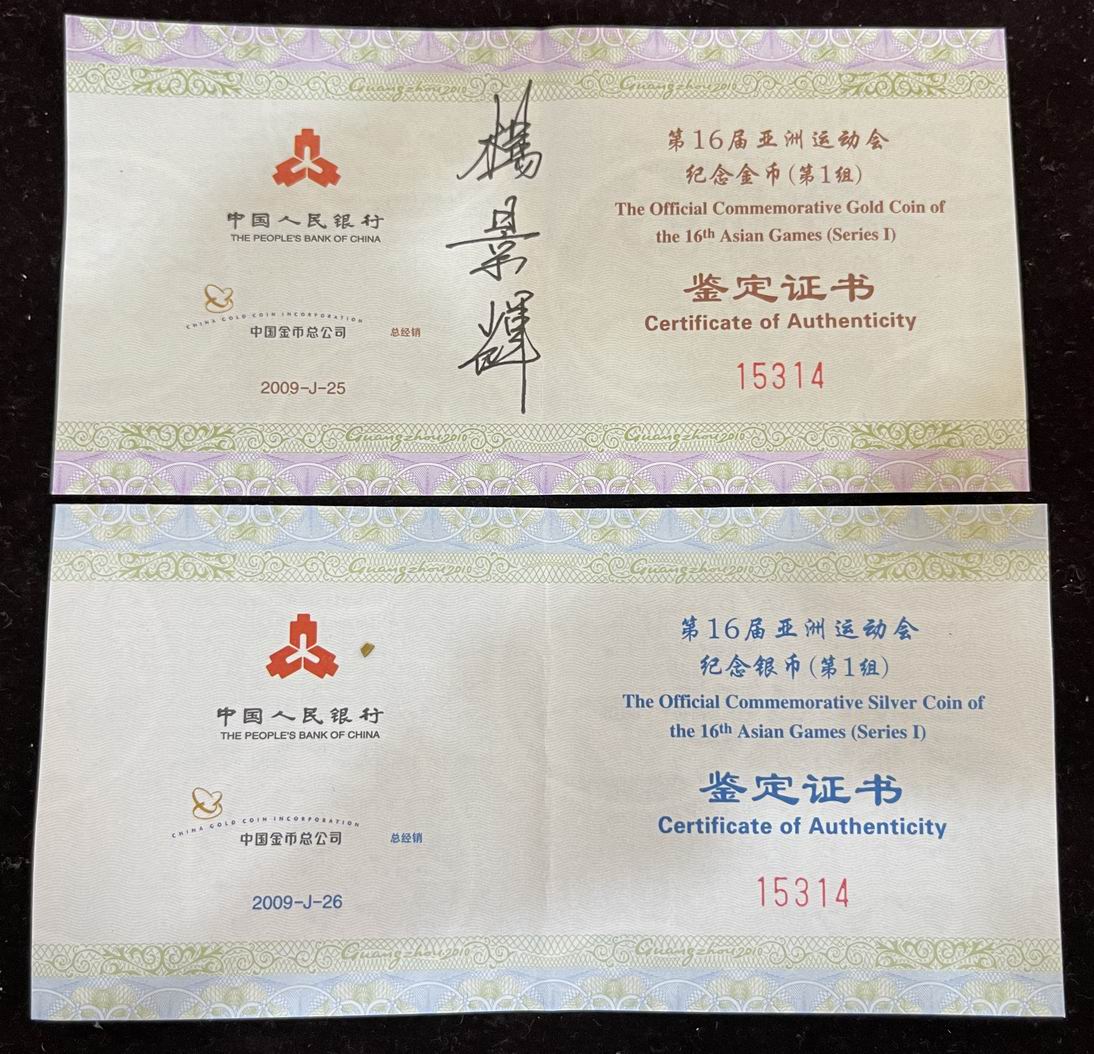 Guangzhou2010 Guangzhou2010
中国人民银行
THE PEOPLE'S BANK OF CHINA
CHINA GOLD COIN INCORPORATION
中国金币总公司 总经销
2009-J-25
楊
景
輝
第16届亚洲运动会
纪念金币(第1组)
The Official Commemorative Gold Coin of
the 16th Asian Games (Series I)
鉴定证书
Certificate of Authenticity
15314
Guangzhou2010 Guangzhou2010
Guangzhou2010 Guangzhou2010
中国人民银行
THE PEOPLE'S BANK OF CHINA
CHINA GOLD COIN INCORPORATION
中国金币总公司 总经销
2009-J-26
第16届亚洲运动会
纪念银币(第1组)
The Official Commemorative Silver Coin of
the 16th Asian Games (Series I)
鉴定证书
Certificate of Authenticity
15314
Guangzhou2010 Guangzhou2010